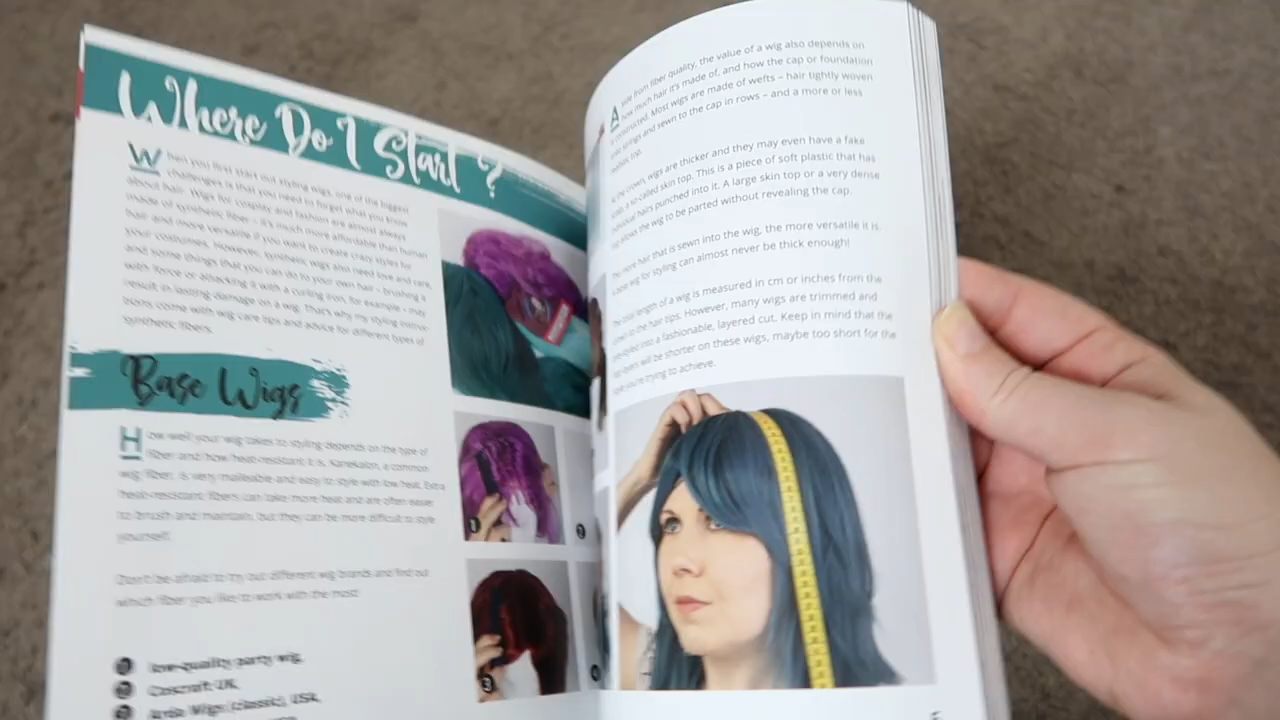 Where Do I Start ?
When you first start out styling wigs, one of the biggest
challenges is that you need to forget what you know
about hair. Wigs for cosplay and fashion are almost always
made of synthetic fiber – it's much more affordable than human
hair and more versatile if you want to create crazy styles for
your costumes. However, synthetic wigs also need love and care,
and some things that you can do to your own hair – brushing it
with force or attacking it with a curling iron, for example – may
result in lasting damage on a wig. That's why my styling
come with wig care tips and advice for different types of
synthetic fibers.
Base Wigs
How well your wig takes to styling depends on the type of
fiber and how heat-resistant it is. Kanekalon, a common
wig fiber, is very malleable and easy to style with low heat. Extra
heat-resistant fibers can take more heat and are often easier
to brush and maintain, but they can be more difficult to style
yourself.
Don't be afraid to try out different wig brands and find out
which fiber you like to work with the most:
1 low-quality party wig,
2 Coscraft UK,
Arda Wigs (classic), USA,
2
3
Aside from fiber quality, the value of a wig also depends on
how much hair it's made of, and how the cap or foundation
is constructed. Most wigs are made of wefts – hair tightly woven
onto strings and sewn to the cap in rows – and a more or less
realistic top.
At the crown, wigs are thicker and they may even have a fake
scalp, a so-called skin top. This is a piece of soft plastic that has
individual hairs punched into it. A large skin top or a very dense
wig allows the wig to be parted without revealing the cap.
The more hair that is sewn into the wig, the more versatile it is.
A base wig for styling can almost never be thick enough!
The total length of a wig is measured in cm or inches from the
crown to the hair tips. However, many wigs are trimmed and
pre-styled into a fashionable, layered cut. Keep in mind that the
top layers will be shorter on these wigs, maybe too short for the
style you're trying to achieve.